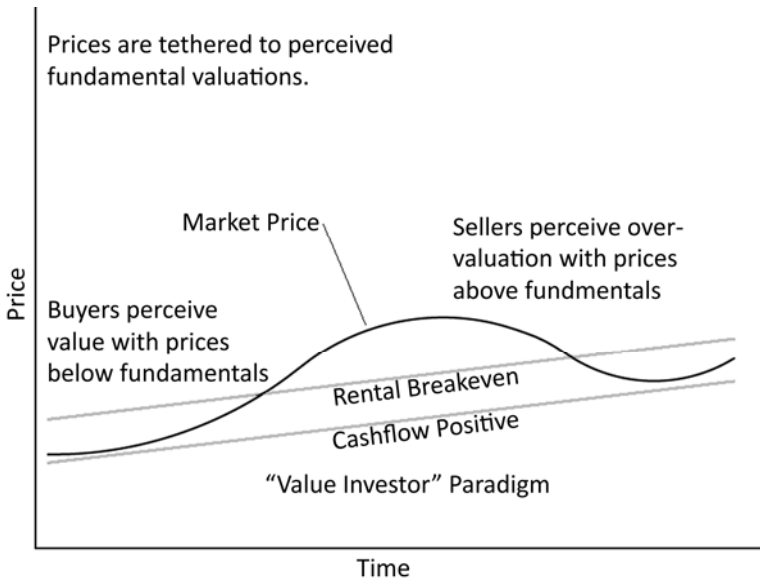 Prices are tethered to perceived
fundamental valuations.
Market Price
Sellers perceive over-
valuation with prices
above fundmentals
Buyers perceive
value with prices
below fundamentals
Price
Rental Breakeven
Cashflow Positive
“Value Investor” Paradigm
Time